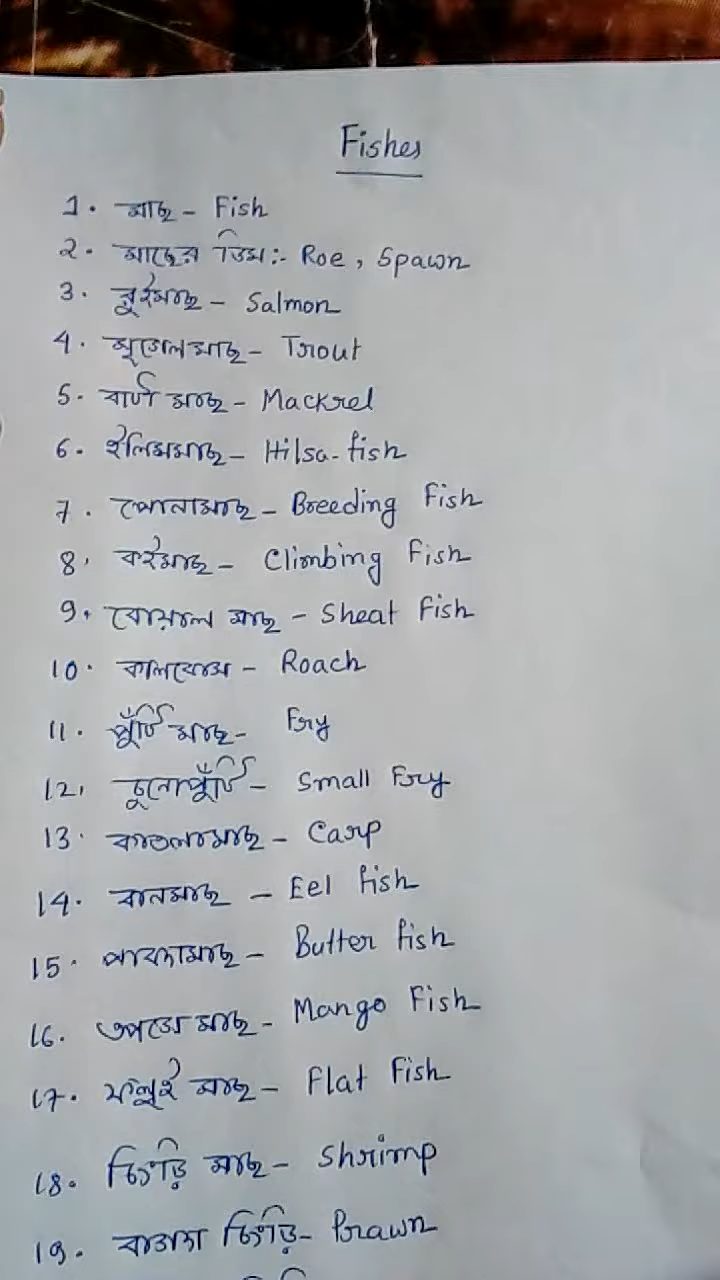 Fishes
1. মাছ - Fish
2. মাছের ডিম :- Roe, Spawn
3. রুইমাছ - Salmon
4. মৃগেলমাছ - Trout
5. বাটা মাছ - Mackrel
6. ইলিশমাছ - Hilsa-fish
7. পোনামাছ - Breeding Fish
8. কইমাছ - Climbing Fish
9. বোয়াল মাছ - Sheat Fish
10. কালবোস - Roach
11. পুঁটি মাছ - Fry
12. চুনোপুঁটি - Small Fry
13. কাতলামাছ - Carp
14. বানমাছ - Eel fish
15. পাবদামাছ - Butter fish
16. তপসে মাছ - Mango Fish
17. ফলুই মাছ - Flat Fish
18. চিংড়ি মাছ - Shrimp
19. বাগদা চিংড়ি - Prawn